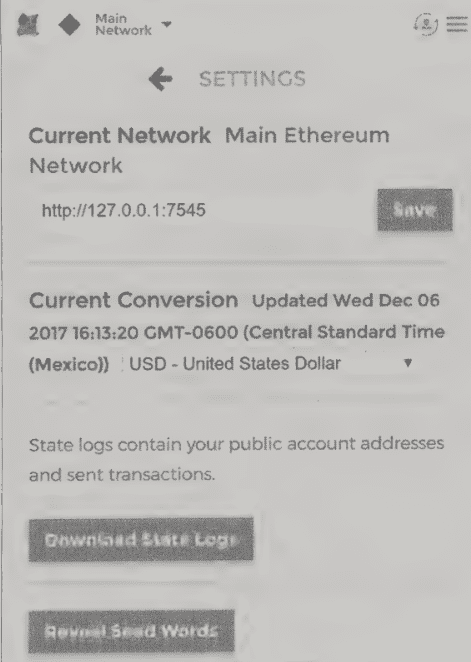 Main
Network
SETTINGS
Current Network Main Ethereum
Network
http://127.0.0.1:7545
Save
Current Conversion Updated Wed Dec 06
2017 16:13:20 GMT-0600 (Central Standard Time
(Mexico)) USD - United States Dollar
State logs contain your public account addresses
and sent transactions.
Download State Logs
Reveal Seed Words